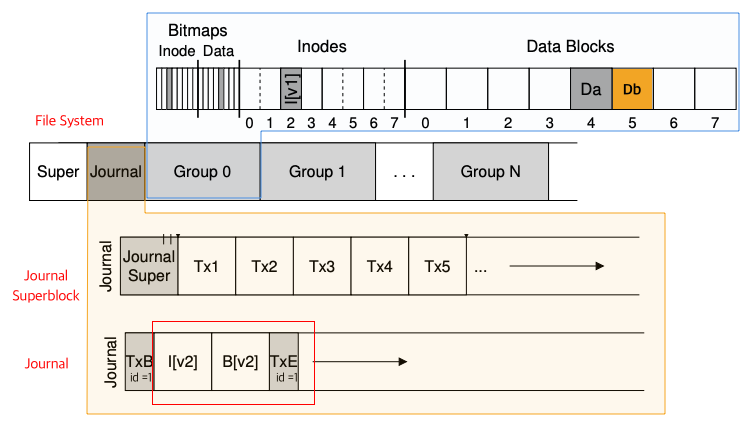 Bitmaps
Inode Data
Inodes
Data Blocks
I[v1]
Da
Db
0 1 2 3 4 5 6 7
0 1 2 3 4 5 6 7
File System
Super
Journal
Group 0
Group 1
. . .
Group N
Journal
Journal
Super
Tx1
Tx2
Tx3
Tx4
Tx5
...
Journal
Superblock
Journal
Journal
TxB
id =1
I[v2]
B[v2]
TxE
id =1